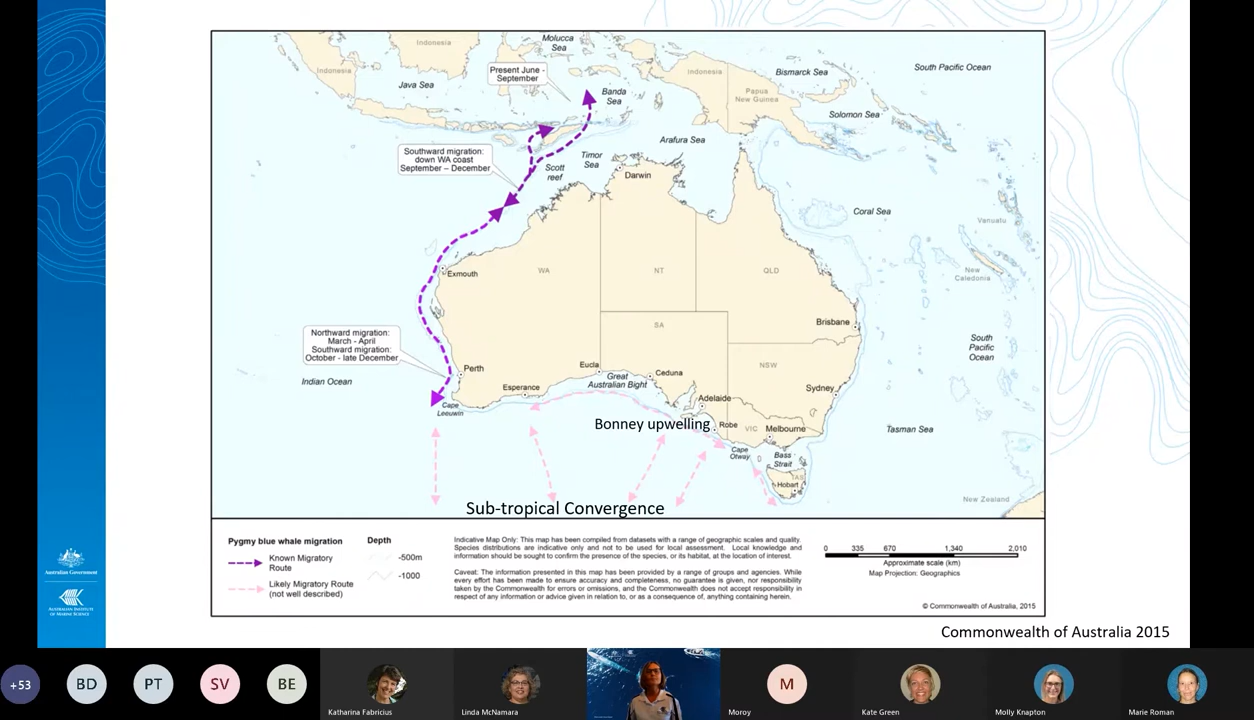 Indonesia
Molucca
Sea
Indonesia
Present June -
September
Java Sea
Banda
Sea
Indonesia
Papua
New Guinea
Bismarck Sea
South Pacific Ocean
Solomon Sea
Arafura Sea
Southward migration:
down WA coast
September – December
Scott
reef
Timor
Sea
Darwin
Coral Sea
Vanuatu
New
Caledonia
Exmouth
WA
NT
QLD
SA
Brisbane
South
Pacific
Ocean
Northward migration:
March - April
Southward migration:
October - late December
Perth
Indian Ocean
Cape
Leeuwin
Esperance
Eucla
Great
Australian Bight
Ceduna
NSW
Sydney
Adelaide
Bonney upwelling
Robe
VIC
Melbourne
Tasman Sea
Cape
Otway
Bass
Strait
TAS
Hobart
New Zealand
Sub-tropical Convergence
Pygmy blue whale migration
Known Migratory
Route
Likely Migratory Route
(not well described)
Depth
-500m
-1000
Indicative Map Only: This map has been compiled from datasets with a range of geographic scales and quality.
Species distributions are indicative only and not to be used for local assessment. Local knowledge and
information should be sought to confirm the presence of the species, or its habitat, at the location of interest.
Caveat: The information presented in this map has been provided by a range of groups and agencies. While
every effort has been made to ensure accuracy and completeness, no guarantee is given, nor responsibility
taken by the Commonwealth for errors or omissions, and the Commonwealth does not accept responsibility in
respect of any information or advice given in relation to, or as a consequence of, anything containing herein.
0 335 670 1,340 2,010
Approximate scale (km)
Map Projection: Geographics
© Commonwealth of Australia, 2015
Australian Government
AUSTRALIAN INSTITUTE
OF MARINE SCIENCE
Commonwealth of Australia 2015
+53
BD
PT
SV
BE
M
Katharina Fabricius
Linda McNamara
Moroy
Kate Green
Molly Knapton
Marie Roman